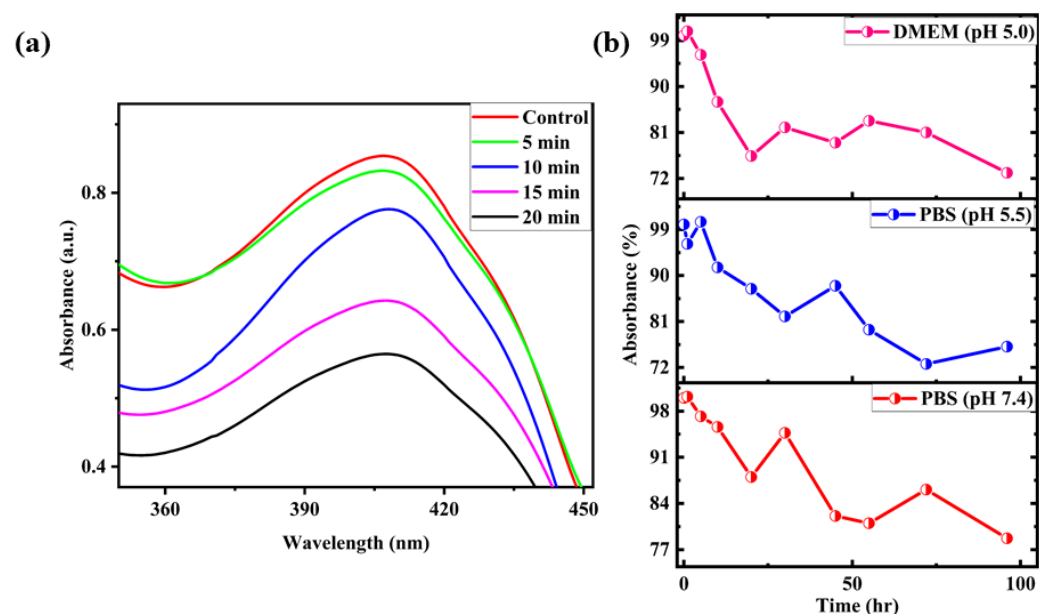 (a)
Absorbance (a.u.)
0.8
0.6
0.4
Control
5 min
10 min
15 min
20 min
360 390 420 450
Wavelength (nm)
(b)
Absorbance (%)
DMEM (pH 5.0)
99
90
81
72
PBS (pH 5.5)
99
90
81
72
PBS (pH 7.4)
98
91
84
77
0 50 100
Time (hr)